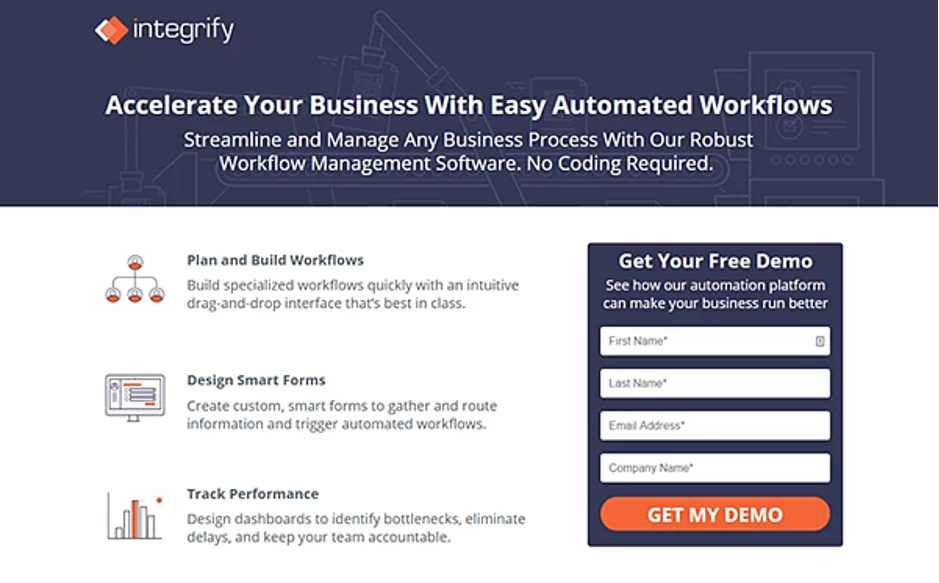 integrify
Accelerate Your Business With Easy Automated Workflows
Streamline and Manage Any Business Process With Our Robust
Workflow Management Software. No Coding Required.
Plan and Build Workflows
Build specialized workflows quickly with an intuitive
drag-and-drop interface that's best in class.
Design Smart Forms
Create custom, smart forms to gather and route
information and trigger automated workflows.
Track Performance
Design dashboards to identify bottlenecks, eliminate
delays, and keep your team accountable.
Get Your Free Demo
See how our automation platform
can make your business run better
First Name*
Last Name*
Email Address*
Company Name*
GET MY DEMO